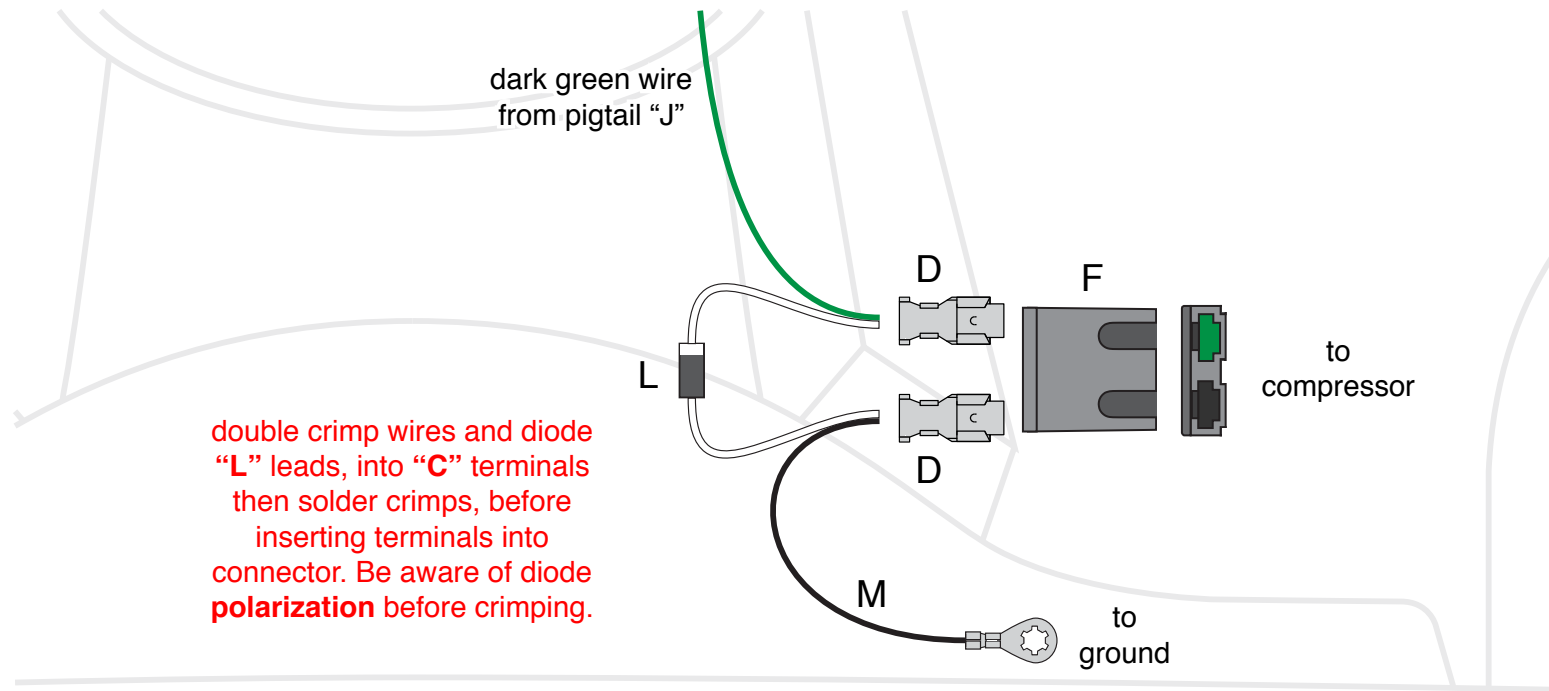 dark green wire
from pigtail “J”
D
F
L
to
compressor
double crimp wires and diode
“L” leads, into “C” terminals
then solder crimps, before
inserting terminals into
connector. Be aware of diode
polarization before crimping.
D
M
to
ground